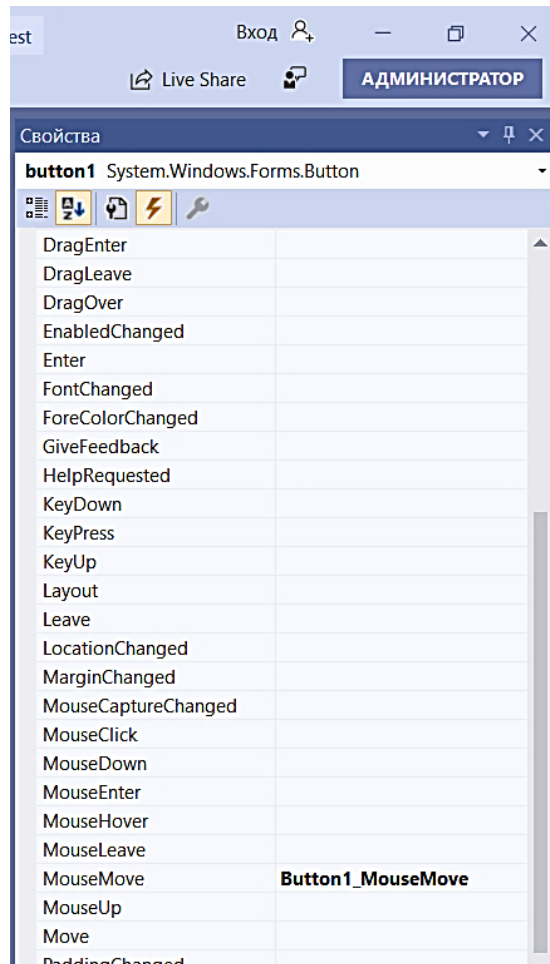 est
Вход
Live Share
АДМИНИСТРАТОР
Свойства
button1 System.Windows.Forms.Button
DragEnter
DragLeave
DragOver
EnabledChanged
Enter
FontChanged
ForeColorChanged
GiveFeedback
HelpRequested
KeyDown
KeyPress
KeyUp
Layout
Leave
LocationChanged
MarginChanged
MouseCaptureChanged
MouseClick
MouseDown
MouseEnter
MouseHover
MouseLeave
MouseMove Button1_MouseMove
MouseUp
Move
PaddingChanged